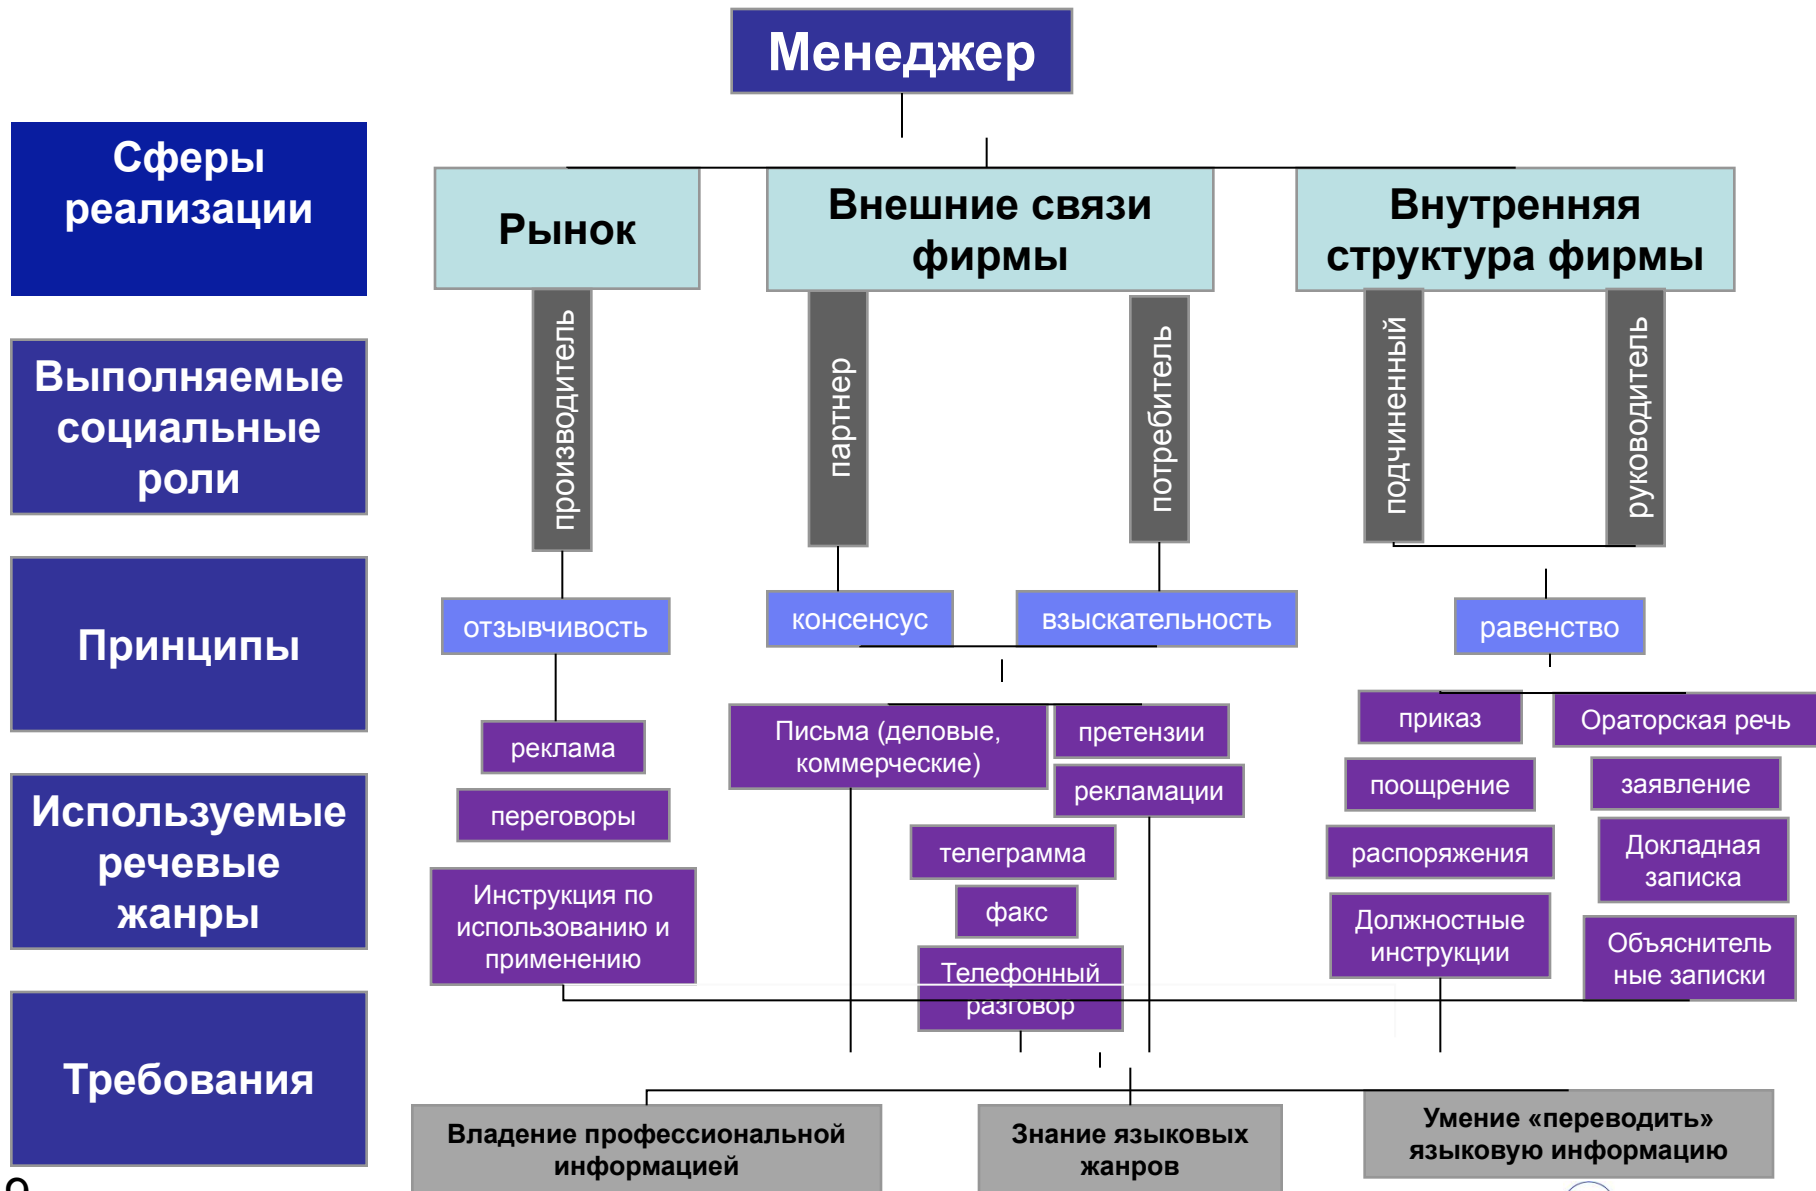 Менеджер
Сферы
реализации
Рынок
Внешние связи
фирмы
Внутренняя
структура фирмы
Выполняемые
социальные
роли
производитель
партнер
потребитель
подчиненный
руководитель
Принципы
отзывчивость
консенсус
взыскательность
равенство
Используемые
речевые
жанры
реклама
переговоры
Инструкция по
использованию и
применению
Письма (деловые,
коммерческие)
претензии
рекламации
телеграмма
факс
Телефонный
разговор
приказ
поощрение
распоряжения
Должностные
инструкции
Ораторская речь
заявление
Докладная
записка
Объяснитель
ные записки
Требования
Владение профессиональной
информацией
Знание языковых
жанров
Умение «переводить»
языковую информацию